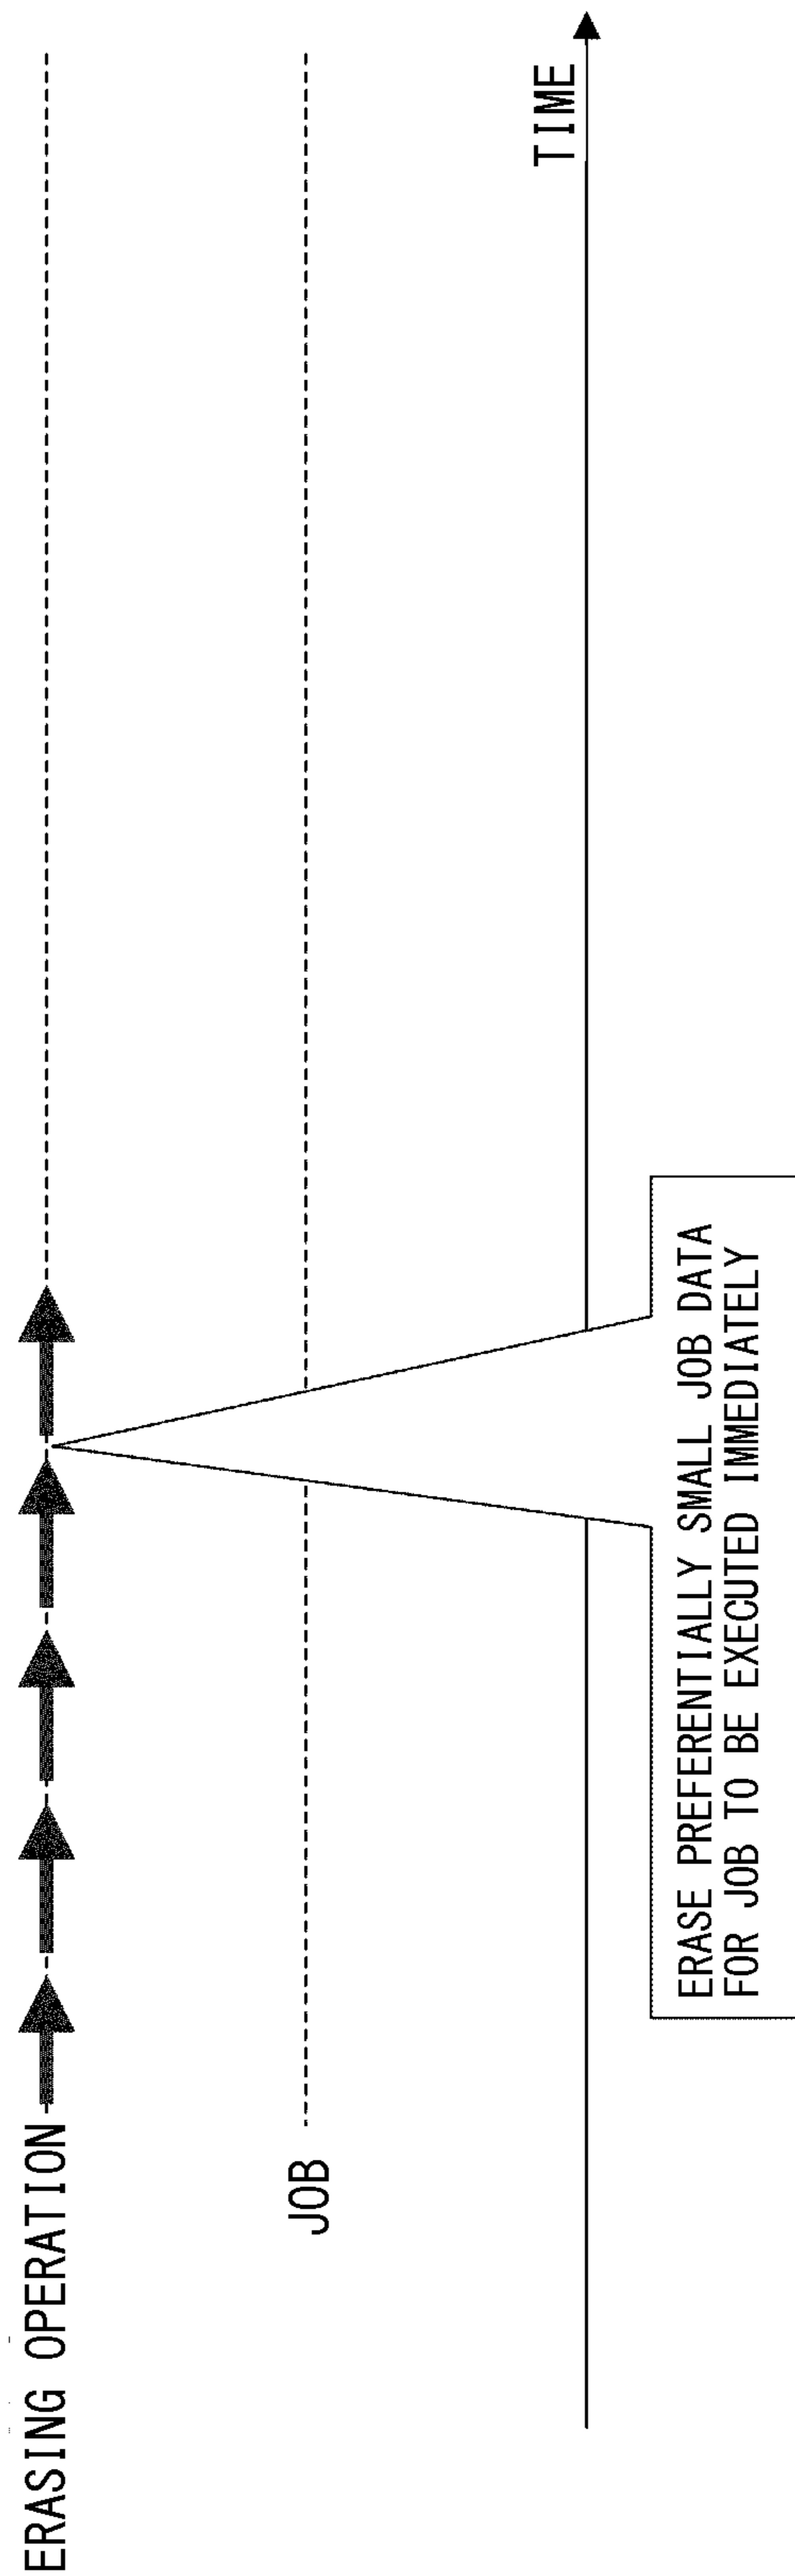 ERASING OPERATION
JOB
TIME
ERASE PREFERENTIALLY SMALL JOB DATA
FOR JOB TO BE EXECUTED IMMEDIATELY